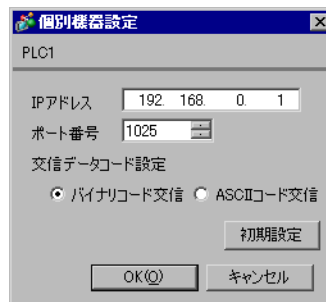 個別機器設定
PLC1
IPアドレス 192. 168. 0. 1
ポート番号 1025
交信データコード設定
バイナリコード交信 ASCIIコード交信
初期設定
OK(O) キャンセル